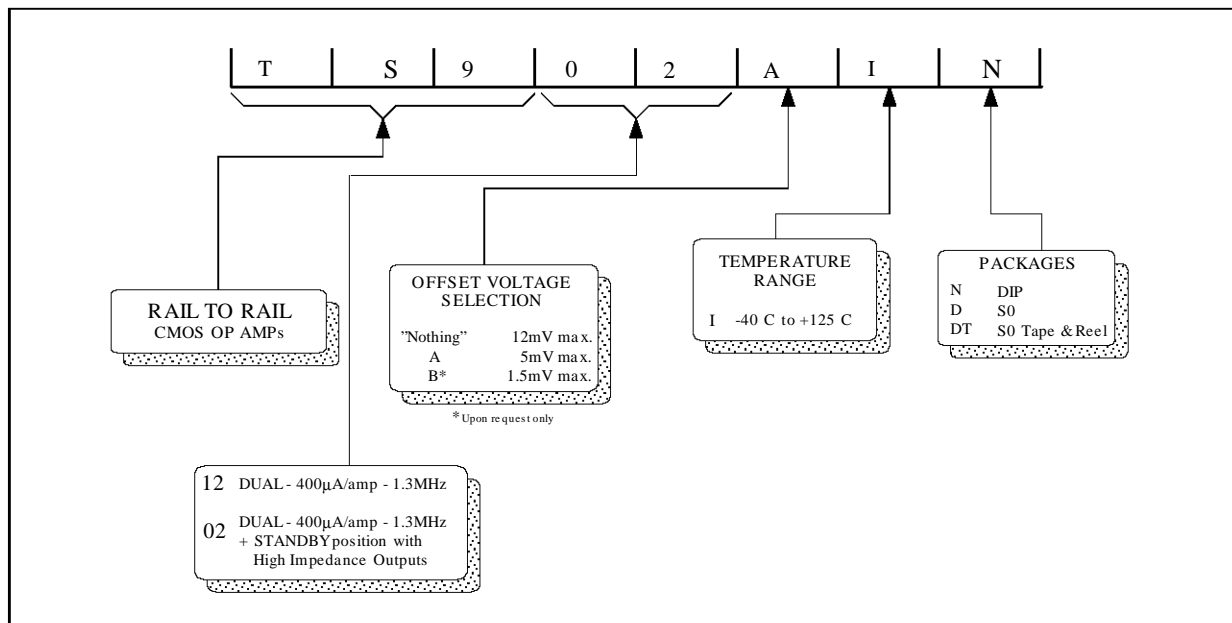 T S 9 0 2 A I N
RAIL TO RAIL
CMOS OP AMPs
OFFSET VOLTAGE
SELECTION
"Nothing" 12mV max.
A 5mV max.
B* 1.5mV max.
*Upon request only
TEMPERATURE
RANGE
I -40 C to +125 C
PACKAGES
N DIP
D SO
DT SO Tape & Reel
12 DUAL - 400µA/amp - 1.3MHz
02 DUAL - 400µA/amp - 1.3MHz
+ STANDBY position with
High Impedance Outputs